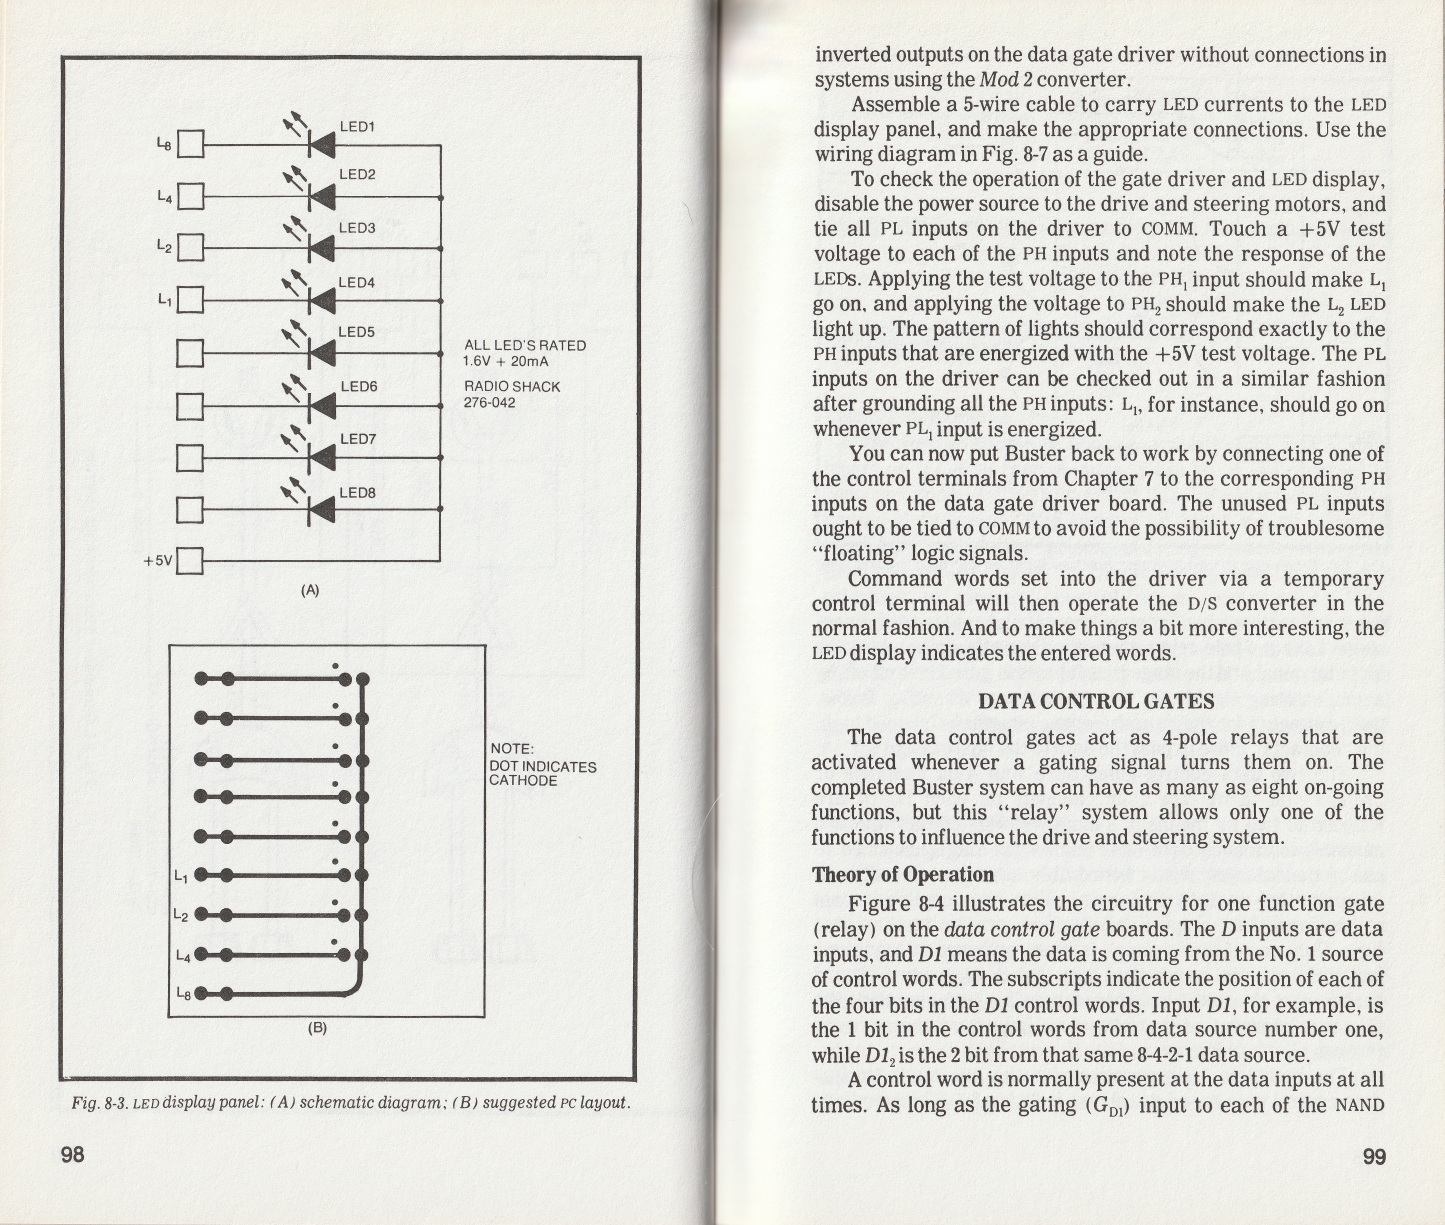 L8
LED1
L4
LED2
L2
LED3
L1
LED4
LED5
ALL LED'S RATED
1.6V + 20mA
LED6
RADIO SHACK
276-042
LED7
LED8
+5V
(A)
NOTE:
DOT INDICATES
CATHODE
L1
L2
L4
L8
(B)
Fig. 8-3. LED display panel: (A) schematic diagram; (B) suggested PC layout.
98
inverted outputs on the data gate driver without connections in
systems using the Mod 2 converter.
Assemble a 5-wire cable to carry LED currents to the LED
display panel, and make the appropriate connections. Use the
wiring diagram in Fig. 8-7 as a guide.
To check the operation of the gate driver and LED display,
disable the power source to the drive and steering motors, and
tie all PL inputs on the driver to COMM. Touch a +5V test
voltage to each of the PH inputs and note the response of the
LEDs. Applying the test voltage to the PH1 input should make L1
go on, and applying the voltage to PH2 should make the L2 LED
light up. The pattern of lights should correspond exactly to the
PH inputs that are energized with the +5V test voltage. The PL
inputs on the driver can be checked out in a similar fashion
after grounding all the PH inputs: L1, for instance, should go on
whenever PL1 input is energized.
You can now put Buster back to work by connecting one of
the control terminals from Chapter 7 to the corresponding PH
inputs on the data gate driver board. The unused PL inputs
ought to be tied to COMM to avoid the possibility of troublesome
“floating” logic signals.
Command words set into the driver via a temporary
control terminal will then operate the D/S converter in the
normal fashion. And to make things a bit more interesting, the
LED display indicates the entered words.
DATA CONTROL GATES
The data control gates act as 4-pole relays that are
activated whenever a gating signal turns them on. The
completed Buster system can have as many as eight on-going
functions, but this “relay” system allows only one of the
functions to influence the drive and steering system.
Theory of Operation
Figure 8-4 illustrates the circuitry for one function gate
(relay) on the data control gate boards. The D inputs are data
inputs, and D1 means the data is coming from the No. 1 source
of control words. The subscripts indicate the position of each of
the four bits in the D1 control words. Input D1, for example, is
the 1 bit in the control words from data source number one,
while D12 is the 2 bit from that same 8-4-2-1 data source.
A control word is normally present at the data inputs at all
times. As long as the gating (GD1) input to each of the NAND
99